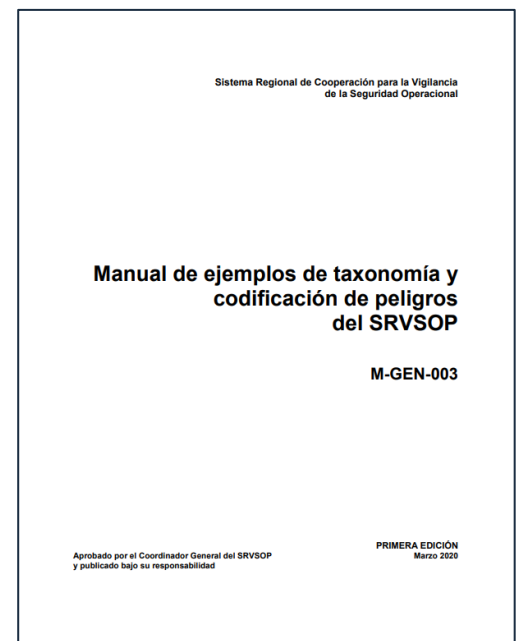 Sistema Regional de Cooperación para la Vigilancia
de la Seguridad Operacional
Manual de ejemplos de taxonomía y
codificación de peligros
del SRVSOP
M-GEN-003
Aprobado por el Coordinador General del SRVSOP
y publicado bajo su responsabilidad
PRIMERA EDICIÓN
Marzo 2020